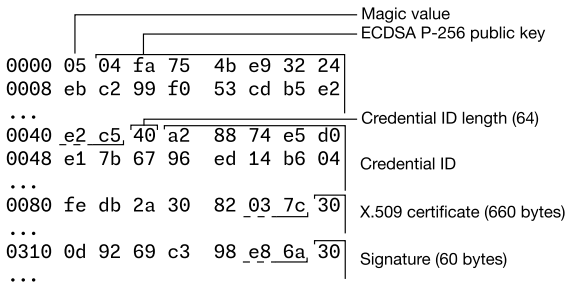 Magic value
ECDSA P-256 public key
0000 05 04 fa 75 4b e9 32 24
0008 eb c2 99 f0 53 cd b5 e2
...
Credential ID length (64)
0040 e2 c5 40 a2 88 74 e5 d0
0048 e1 7b 67 96 ed 14 b6 04
Credential ID
...
0080 fe db 2a 30 82 03 7c 30
X.509 certificate (660 bytes)
...
0310 0d 92 69 c3 98 e8 6a 30
Signature (60 bytes)
...